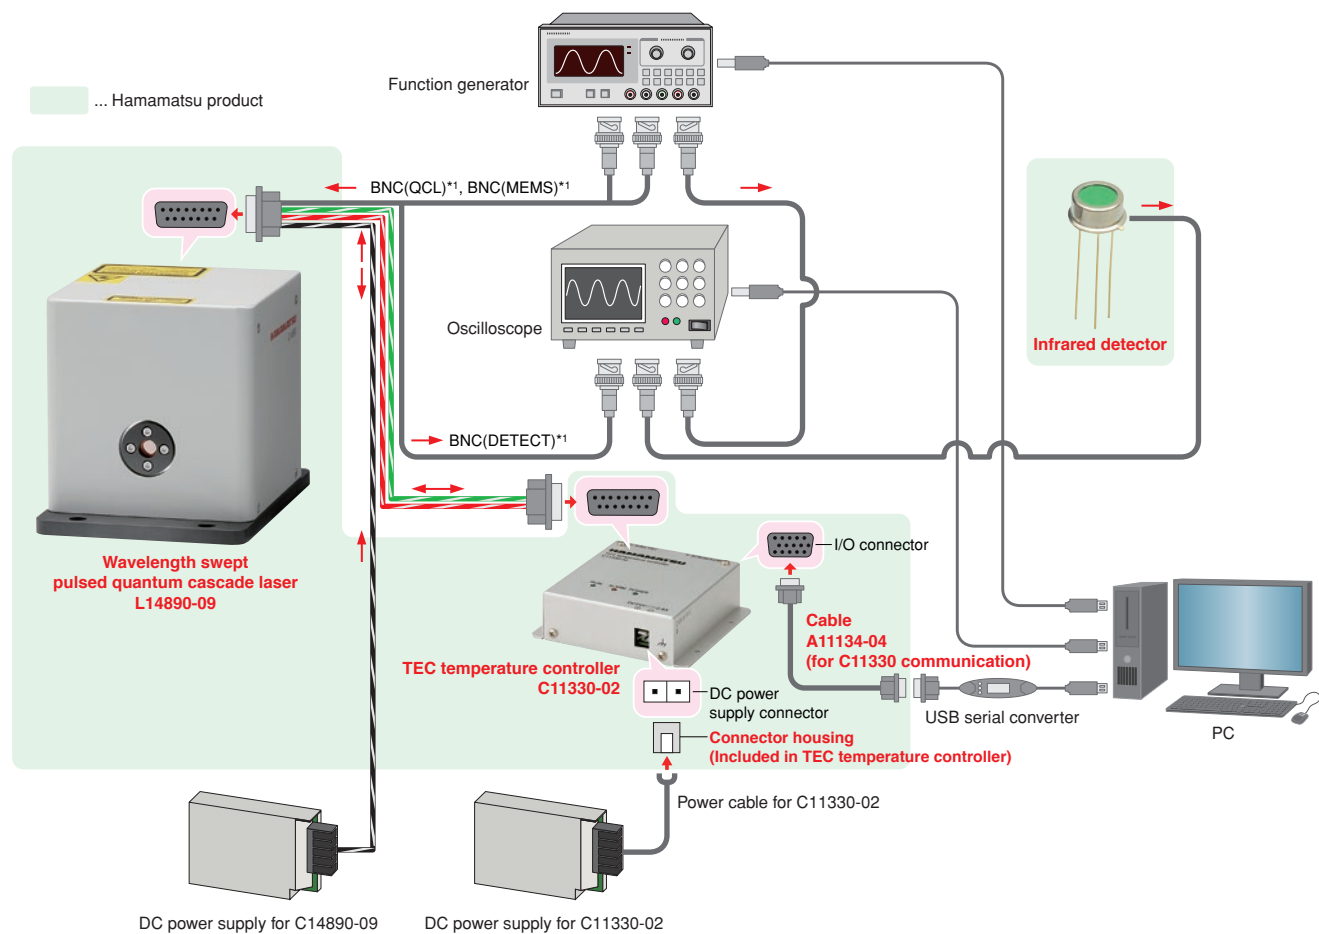 Function generator
... Hamamatsu product
BNC(QCL)*1, BNC(MEMS)*1
Oscilloscope
Infrared detector
BNC(DETECT)*1
I/O connector
Wavelength swept
pulsed quantum cascade laser
L14890-09
HAMAMATSU
Cable
A11134-04
(for C11330 communication)
TEC temperature controller
C11330-02
DC power
supply connector
USB serial converter
PC
Connector housing
(Included in TEC temperature controller)
Power cable for C11330-02
DC power supply for C14890-09
DC power supply for C11330-02